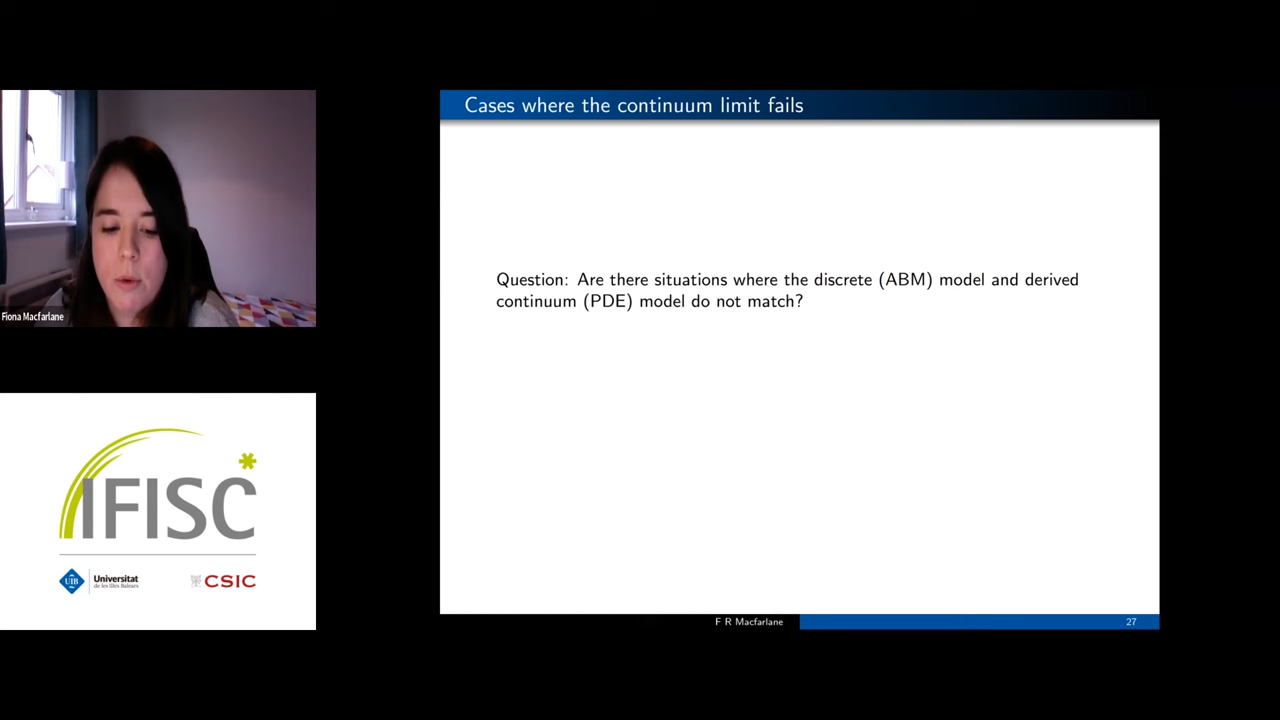 Cases where the continuum limit fails
Question: Are there situations where the discrete (ABM) model and derived
continuum (PDE) model do not match?
Fiona Macfarlane
IFISC
UIB
Universitat
de les Illes Balears
CSIC
F R Macfarlane
27